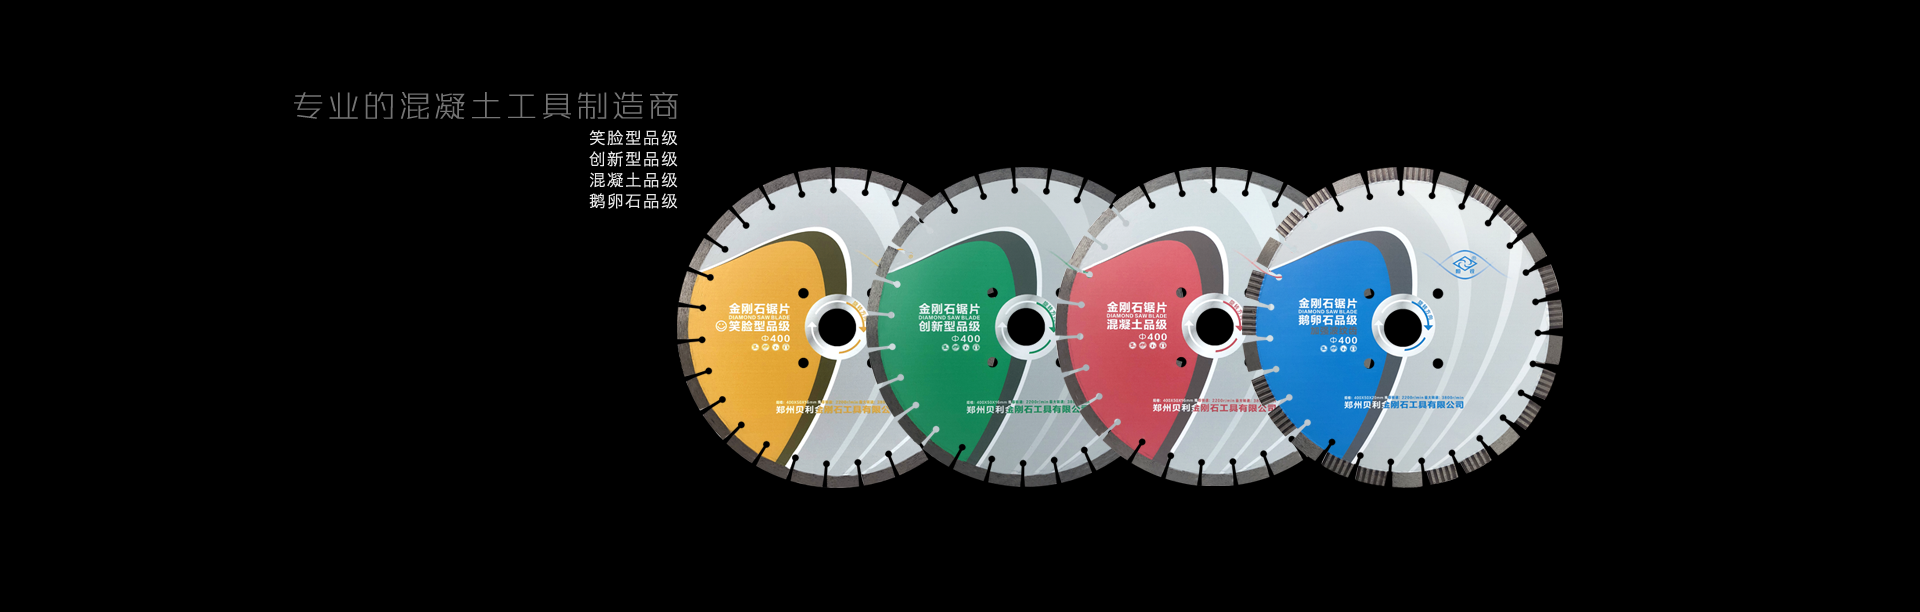 专业的混凝土工具制造商
笑脸型品级
创新型品级
混凝土品级
鹅卵石品级
金刚石锯片
DIAMOND SAW BLADE
笑脸型品级
Φ400
郑州贝利金刚石工具有限公
金刚石锯片
DIAMOND SAW BLADE
创新型品级
Φ400
郑州贝利金刚石工具有限公
金刚石锯片
DIAMOND SAW BLADE
混凝土品级
Φ400
郑州贝利金刚石工具有限公司
金刚石锯片
DIAMOND SAW BLADE
鹅卵石品级
Φ400
郑州贝利金刚石工具有限公司